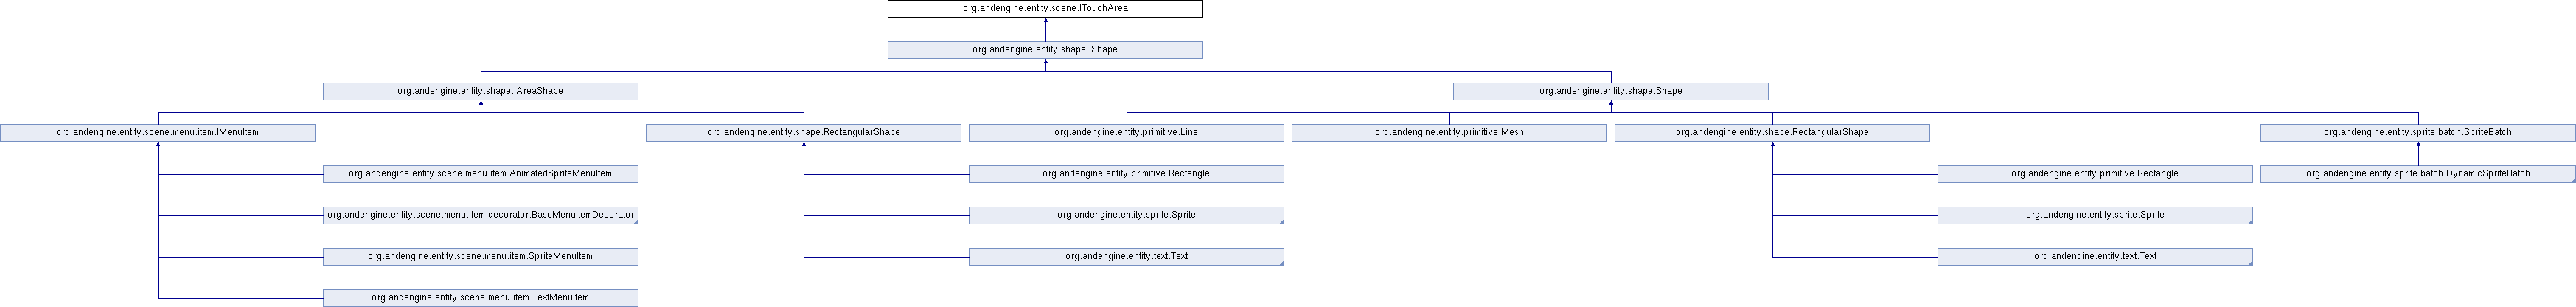 org.andengine.entity.scene.ITouchArea
org.andengine.entity.shape.IShape
org.andengine.entity.shape.IAreaShape
org.andengine.entity.shape.Shape
org.andengine.entity.scene.menu.item.IMenuItem
org.andengine.entity.shape.RectangularShape
org.andengine.entity.primitive.Line
org.andengine.entity.primitive.Mesh
org.andengine.entity.shape.RectangularShape
org.andengine.entity.sprite.batch.SpriteBatch
org.andengine.entity.scene.menu.item.AnimatedSpriteMenuItem
org.andengine.entity.primitive.Rectangle
org.andengine.entity.primitive.Rectangle
org.andengine.entity.sprite.batch.DynamicSpriteBatch
org.andengine.entity.scene.menu.item.decorator.BaseMenuItemDecorator
org.andengine.entity.sprite.Sprite
org.andengine.entity.sprite.Sprite
org.andengine.entity.scene.menu.item.SpriteMenuItem
org.andengine.entity.text.Text
org.andengine.entity.text.Text
org.andengine.entity.scene.menu.item.TextMenuItem